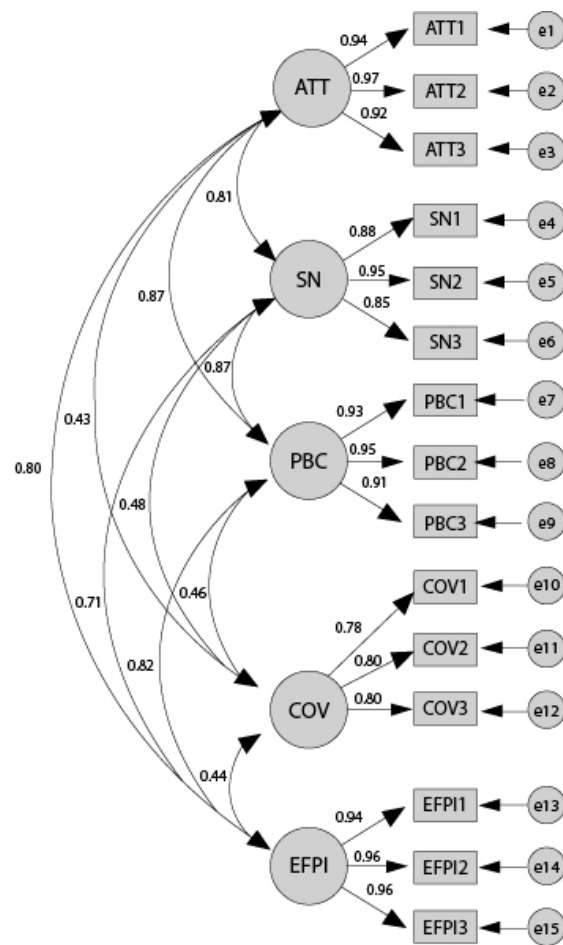 0.94 ATT1 e1
ATT 0.97 ATT2 e2
0.92 ATT3 e3
0.81
0.88 SN1 e4
SN 0.95 SN2 e5
0.85 SN3 e6
0.87
0.87
0.93 PBC1 e7
PBC 0.95 PBC2 e8
0.91 PBC3 e9
0.43
0.80
0.48
0.46
0.71
0.82
0.78 COV1 e10
0.80 COV2 e11
COV 0.80 COV3 e12
0.44
0.94 EFPI1 e13
EFPI 0.96 EFPI2 e14
0.96 EFPI3 e15